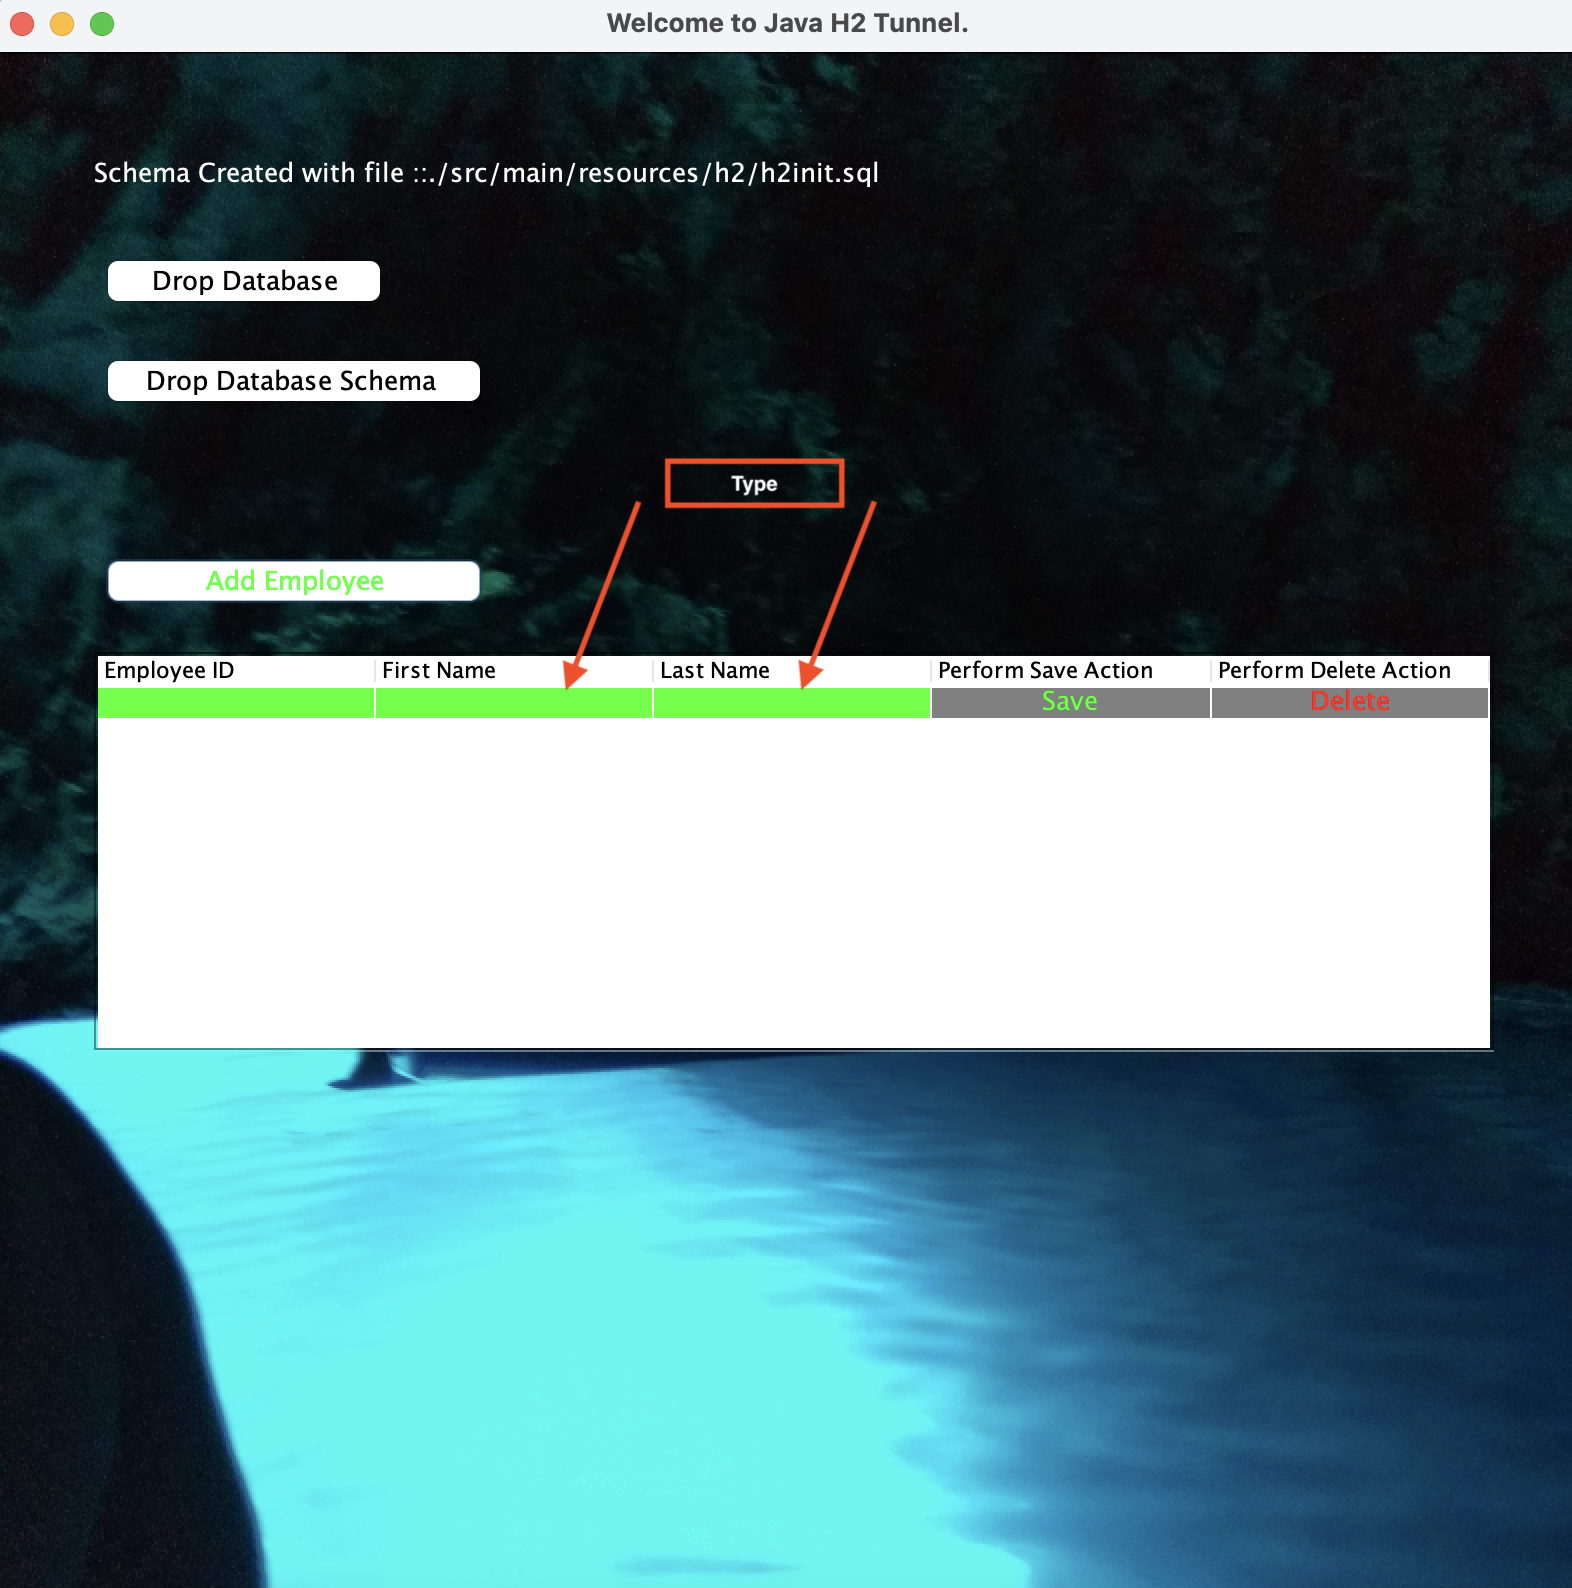 Welcome to Java H2 Tunnel.
Schema Created with file ::./src/main/resources/h2/h2init.sql
Drop Database
Drop Database Schema
Type
Add Employee
Employee ID First Name Last Name Perform Save Action Perform Delete Action
Save Delete